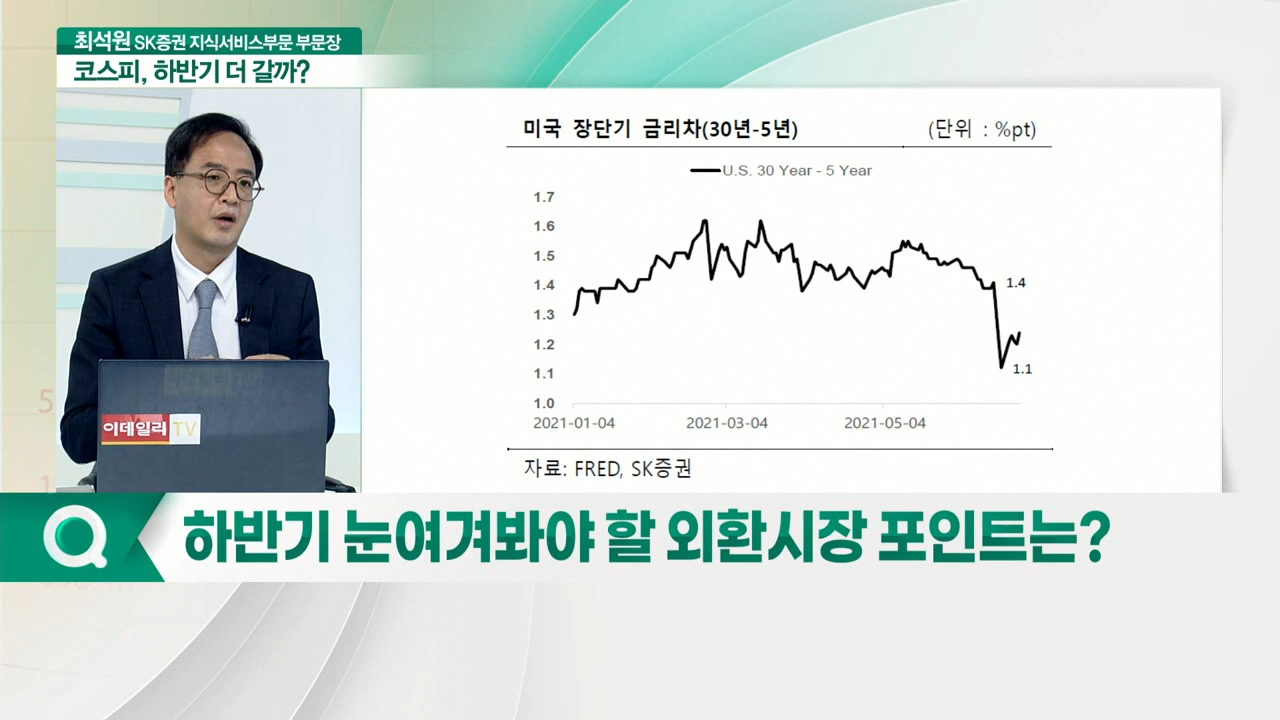 최석원 SK증권 지식서비스부문 부문장
코스피, 하반기 더 갈까?
미국 장단기 금리차(30년-5년) (단위 : %pt)
U.S. 30 Year - 5 Year
1.7
1.6
1.5
1.4
1.3
1.2
1.1
1.0
1.4
1.1
2021-01-04 2021-03-04 2021-05-04
자료: FRED, SK증권
이데일리 TV
5
1
Q 하반기 눈여겨봐야 할 외환시장 포인트는?